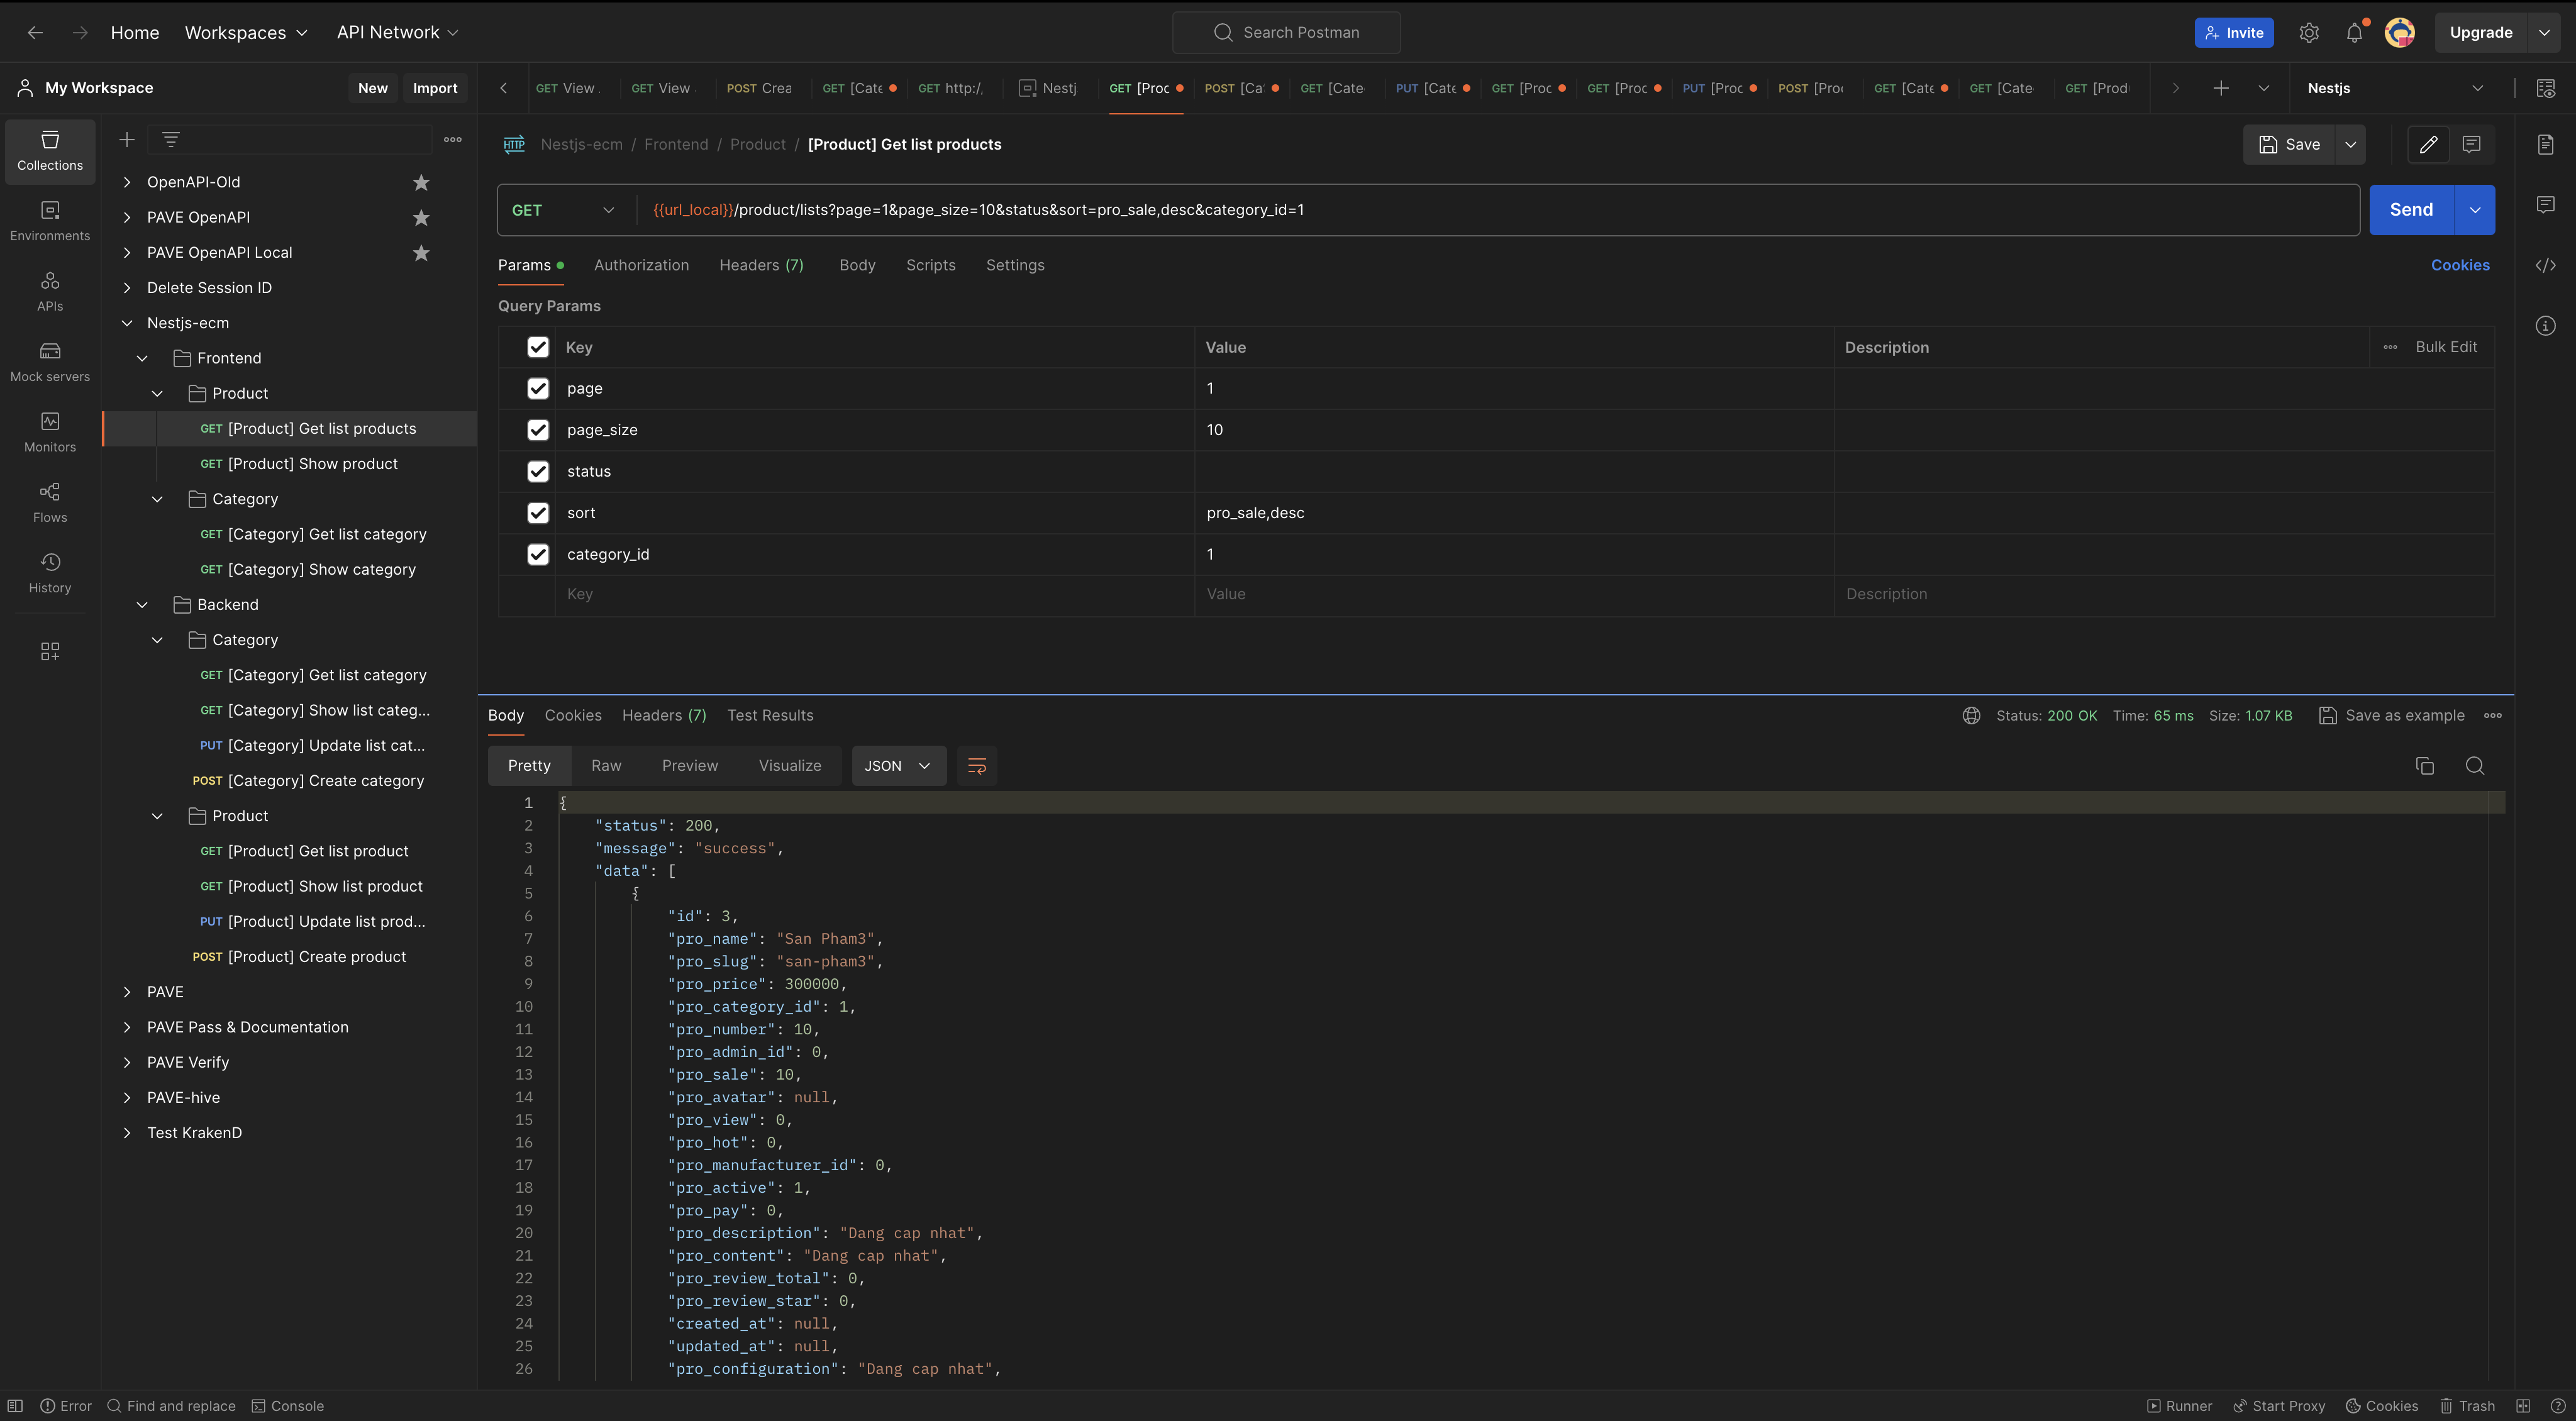 Home Workspaces API Network Search Postman Invite Upgrade
My Workspace New Import
GET View GET View POST Crea GET [Cate GET http:/, Nestj GET [Proc POST [Ca GET [Cate PUT [Cate GET [Proc GET [Proc PUT [Proc POST [Pro GET [Cate GET [Cate GET [Prod Nestjs
Collections
Environments
APIs
Mock servers
Monitors
Flows
History
OpenAPI-Old
PAVE OpenAPI
PAVE OpenAPI Local
Delete Session ID
Nestjs-ecm
Frontend
Product
GET [Product] Get list products
GET [Product] Show product
Category
GET [Category] Get list category
GET [Category] Show category
Backend
Category
GET [Category] Get list category
GET [Category] Show list categ...
PUT [Category] Update list cat...
POST [Category] Create category
Product
GET [Product] Get list product
GET [Product] Show list product
PUT [Product] Update list prod...
POST [Product] Create product
PAVE
PAVE Pass & Documentation
PAVE Verify
PAVE-hive
Test KrakenD
HTTP Nestjs-ecm / Frontend / Product / [Product] Get list products Save
GET {{url_local}}/product/lists?page=1&page_size=10&status&sort=pro_sale,desc&category_id=1 Send
Params Authorization Headers (7) Body Scripts Settings Cookies
Query Params
Key Value Description Bulk Edit
page 1
page_size 10
status
sort pro_sale,desc
category_id 1
Key Value Description
Body Cookies Headers (7) Test Results Status: 200 OK Time: 65 ms Size: 1.07 KB Save as example
Pretty Raw Preview Visualize JSON
1 {
2 "status": 200,
3 "message": "success",
4 "data": [
5 {
6 "id": 3,
7 "pro_name": "San Pham3",
8 "pro_slug": "san-pham3",
9 "pro_price": 300000,
10 "pro_category_id": 1,
11 "pro_number": 10,
12 "pro_admin_id": 0,
13 "pro_sale": 10,
14 "pro_avatar": null,
15 "pro_view": 0,
16 "pro_hot": 0,
17 "pro_manufacturer_id": 0,
18 "pro_active": 1,
19 "pro_pay": 0,
20 "pro_description": "Dang cap nhat",
21 "pro_content": "Dang cap nhat",
22 "pro_review_total": 0,
23 "pro_review_star": 0,
24 "created_at": null,
25 "updated_at": null,
26 "pro_configuration": "Dang cap nhat",
Error Find and replace Console Runner Start Proxy Cookies Trash